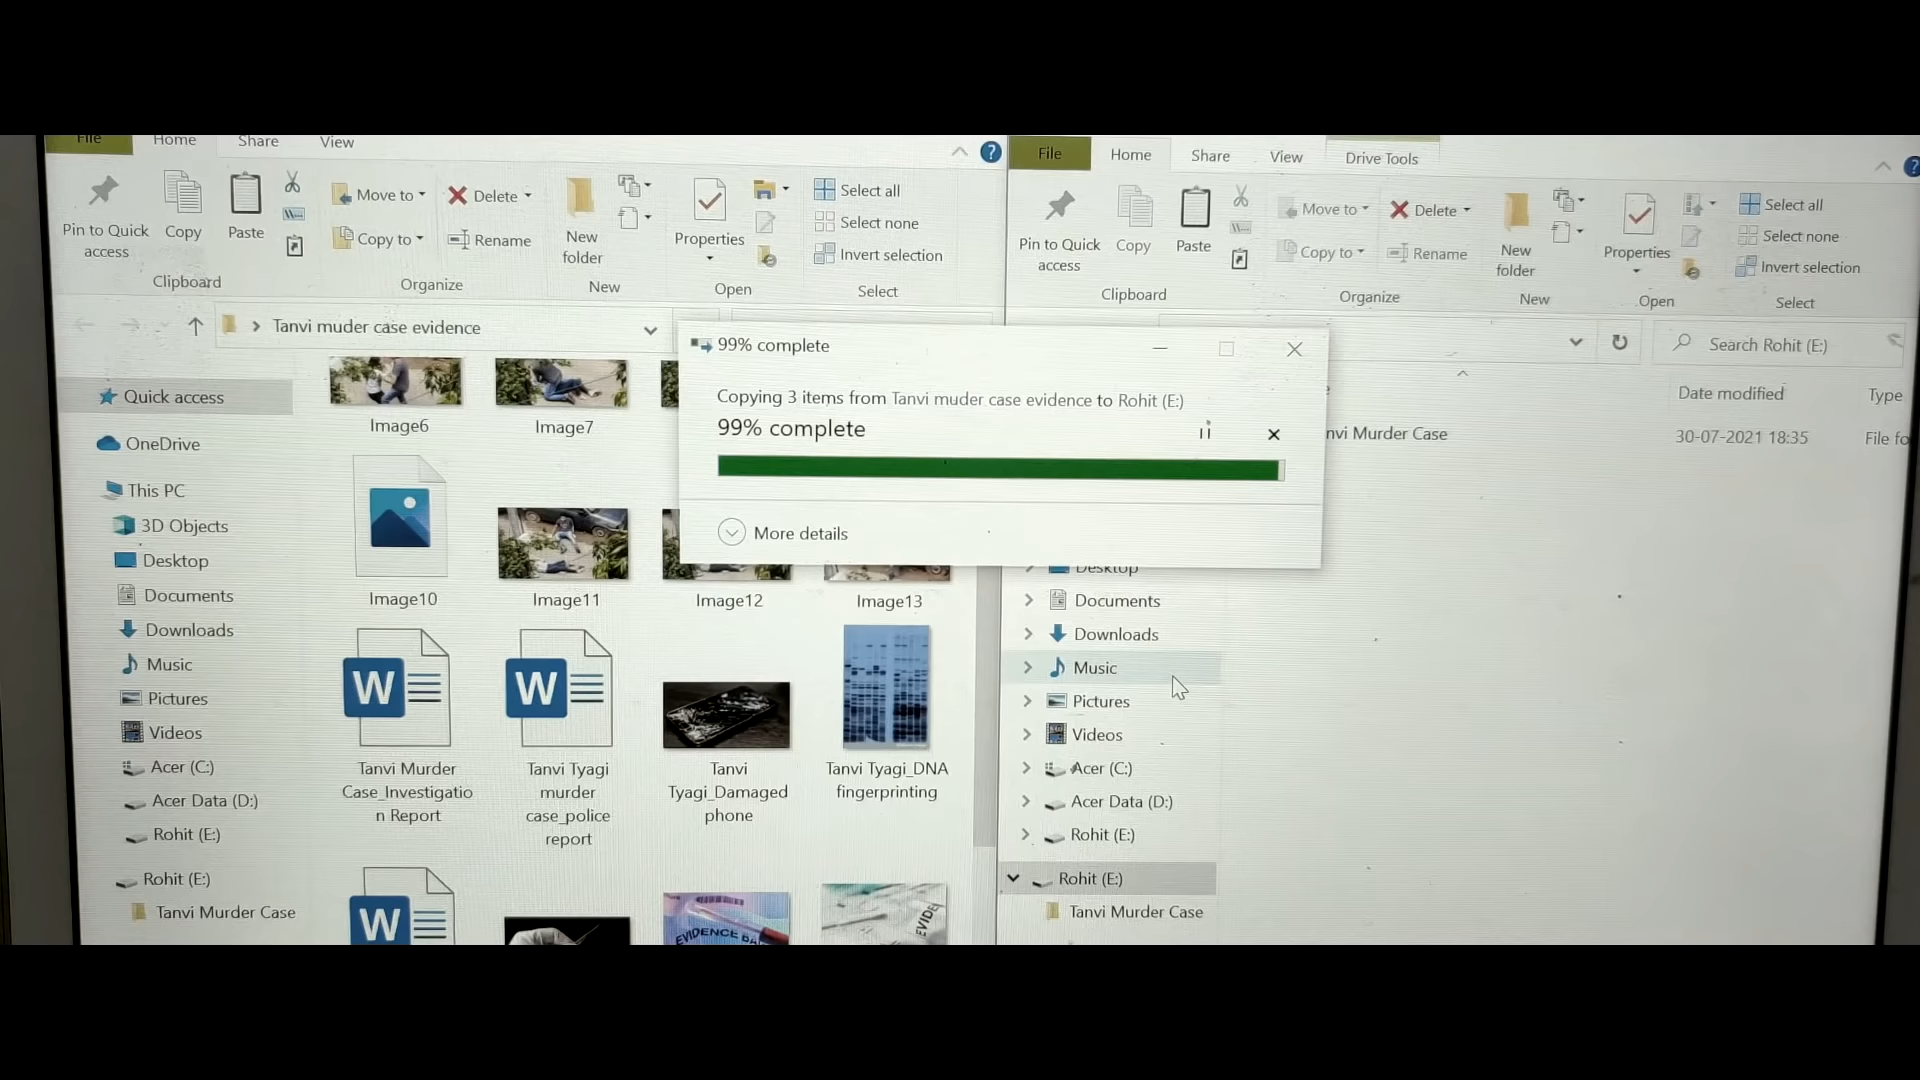 File Home Share View
Pin to Quick access
Copy
Paste
Clipboard
Move to
Copy to
Delete
Rename
Organize
New folder
New
Properties
Open
Select all
Select none
Invert selection
Select
Tanvi muder case evidence
Quick access
OneDrive
This PC
3D Objects
Desktop
Documents
Downloads
Music
Pictures
Videos
Acer (C:)
Acer Data (D:)
Rohit (E:)
Rohit (E:)
Tanvi Murder Case
Image6
Image7
Image10
Image11
Image12
Image13
W
Tanvi Murder
Case_Investigatio
n Report
W
Tanvi Tyagi
murder
case_police
report
Tanvi
Tyagi_Damaged
phone
Tanvi Tyagi_DNA
fingerprinting
W
EVIDENCE
EVIDE
99% complete
Copying 3 items from Tanvi muder case evidence to Rohit (E:)
99% complete
More details
File Home Share View Drive Tools
Pin to Quick access
Copy
Paste
Clipboard
Move to
Copy to
Delete
Rename
Organize
New folder
New
Properties
Open
Select all
Select none
Invert selection
Select
Search Rohit (E:)
Date modified
Type
nvi Murder Case
30-07-2021 18:35
File fo
Desktop
Documents
Downloads
Music
Pictures
Videos
Acer (C:)
Acer Data (D:)
Rohit (E:)
Rohit (E:)
Tanvi Murder Case